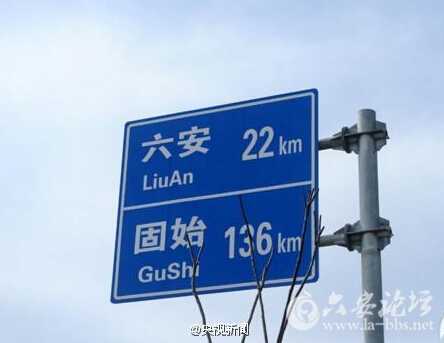 六安 22 km
LiuAn
固始 136 km
GuShi
@央视新闻
六安论坛
www.la-bbs.net